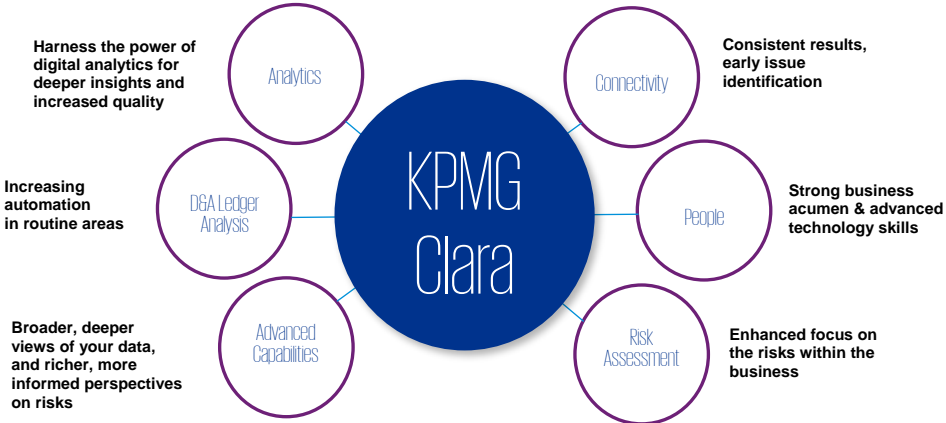 Harness the power of
digital analytics for
deeper insights and
increased quality
Analytics
Connectivity
Consistent results,
early issue
identification
KPMG
Clara
Increasing
automation
in routine areas
D&A Ledger
Analysis
People
Strong business
acumen & advanced
technology skills
Broader, deeper
views of your data,
and richer, more
informed perspectives
on risks
Advanced
Capabilities
Risk
Assessment
Enhanced focus on
the risks within the
business